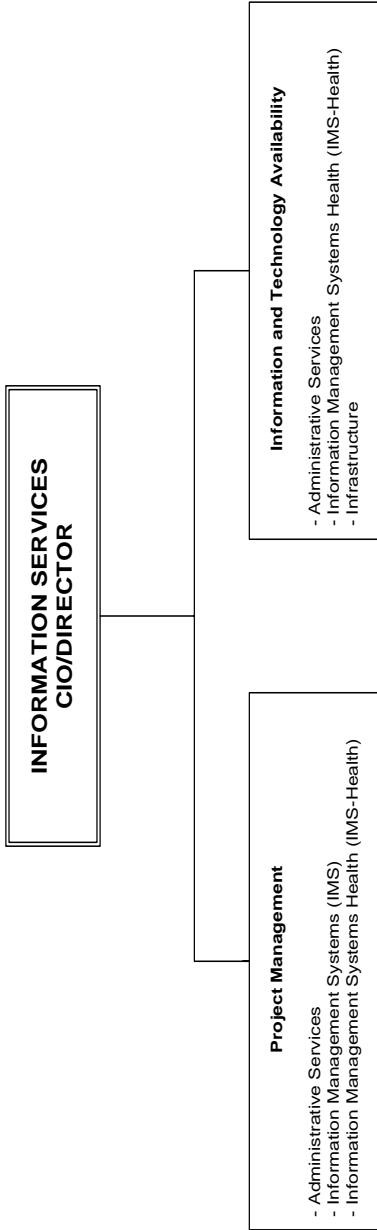 INFORMATION SERVICES
CIO/DIRECTOR
Project Management
- Administrative Services
- Information Management Systems (IMS)
- Information Management Systems Health (IMS-Health)
Information and Technology Availability
- Administrative Services
- Information Management Systems Health (IMS-Health)
- Infrastructure